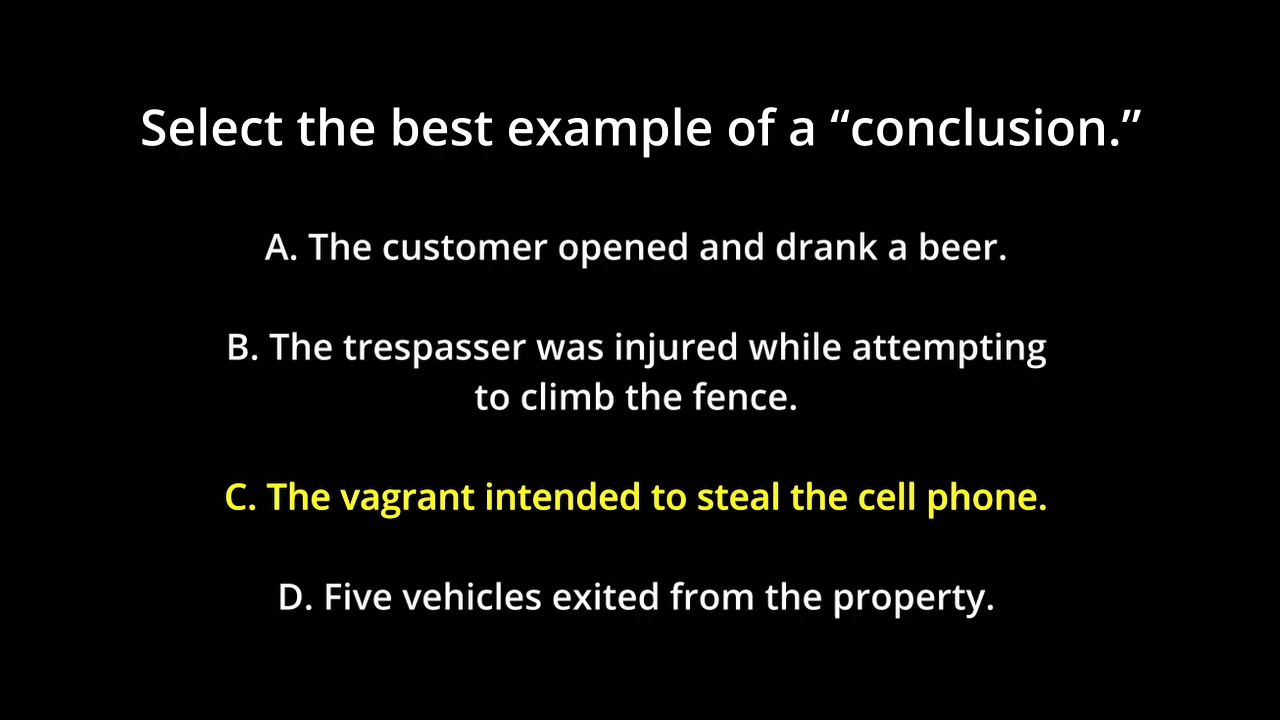 Select the best example of a “conclusion.”
A. The customer opened and drank a beer.
B. The trespasser was injured while attempting
to climb the fence.
C. The vagrant intended to steal the cell phone.
D. Five vehicles exited from the property.